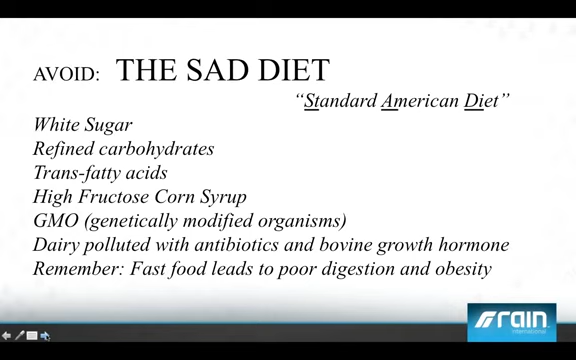 AVOID: THE SAD DIET
“Standard American Diet”
White Sugar
Refined carbohydrates
Trans-fatty acids
High Fructose Corn Syrup
GMO (genetically modified organisms)
Dairy polluted with antibiotics and bovine growth hormone
Remember: Fast food leads to poor digestion and obesity
rain
international